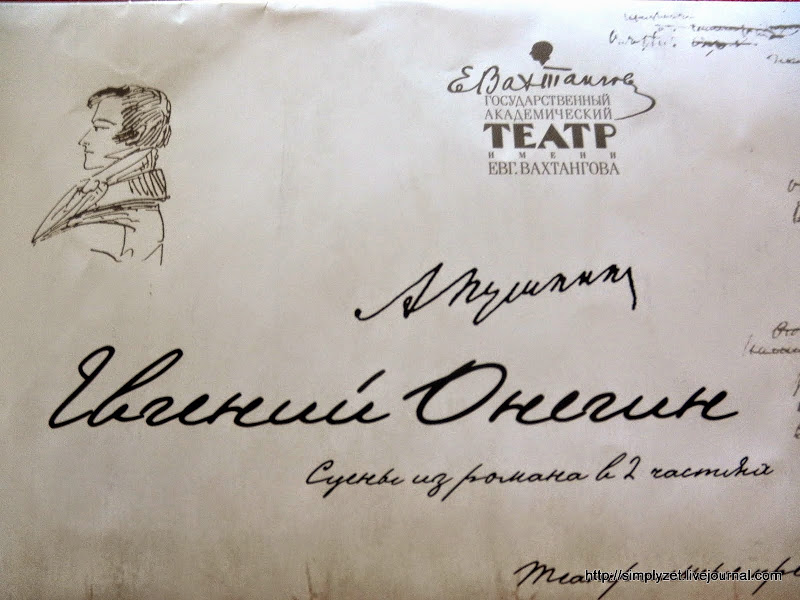 Е Вахтангов
ГОСУДАРСТВЕННЫЙ
АКАДЕМИЧЕСКИЙ
ТЕАТР
ИМЕНИ
ЕВГ. ВАХТАНГОВА
А Пушкин
Евгений Онегин
Сцены из романа в 2 частях
http://simplyzet.livejournal.com/